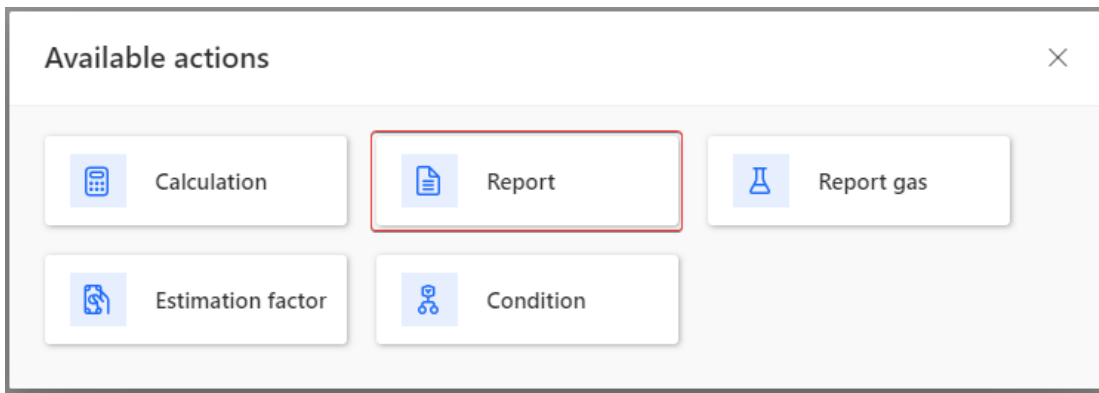 Available actions
Calculation
Report
Report gas
Estimation factor
Condition